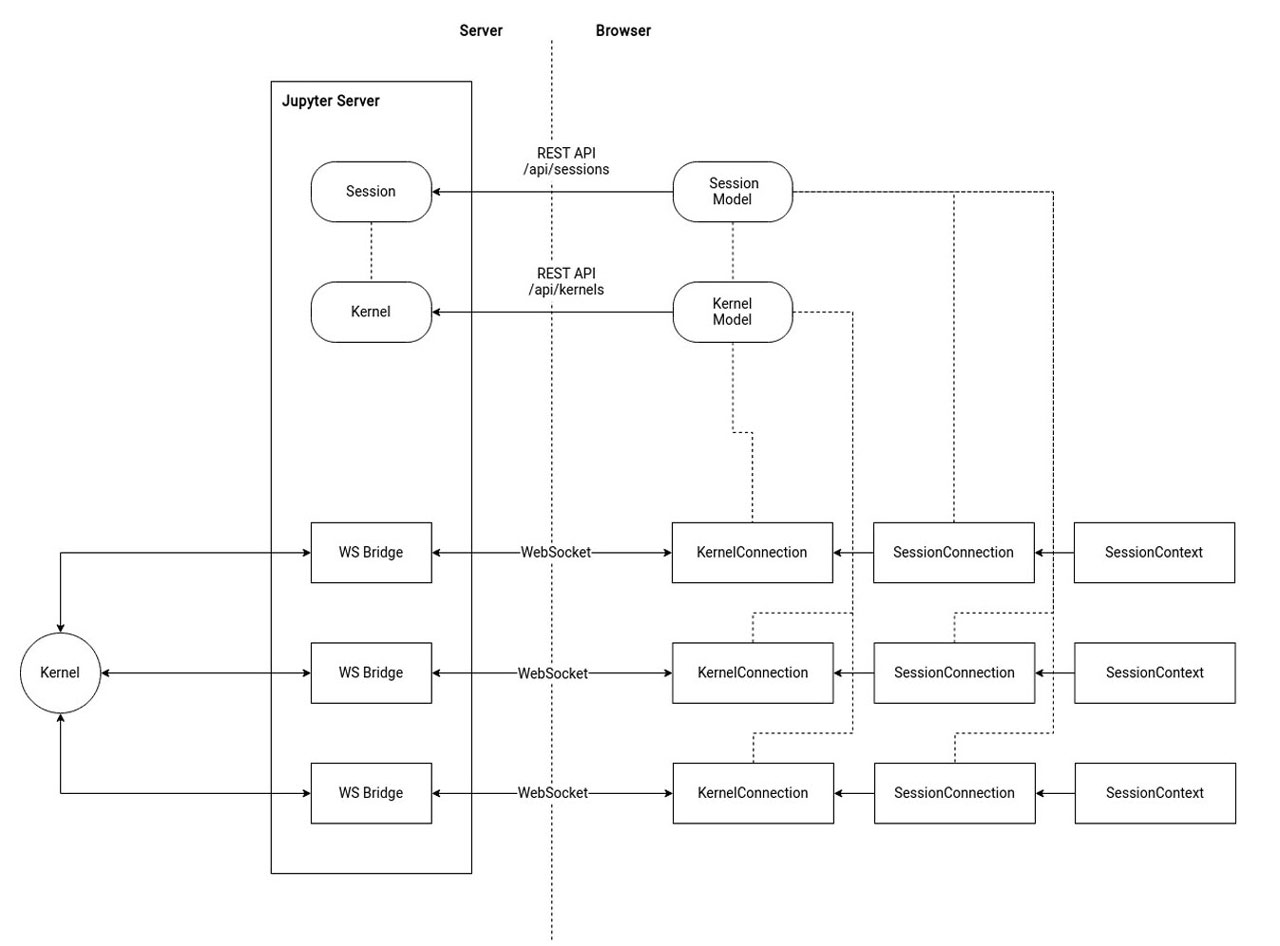 Server
Browser
Jupyter Server
REST API
/api/sessions
Session
Session
Model
REST API
/api/kernels
Kernel
Kernel
Model
WS Bridge
WebSocket
KernelConnection
SessionConnection
SessionContext
Kernel
WS Bridge
WebSocket
KernelConnection
SessionConnection
SessionContext
WS Bridge
WebSocket
KernelConnection
SessionConnection
SessionContext